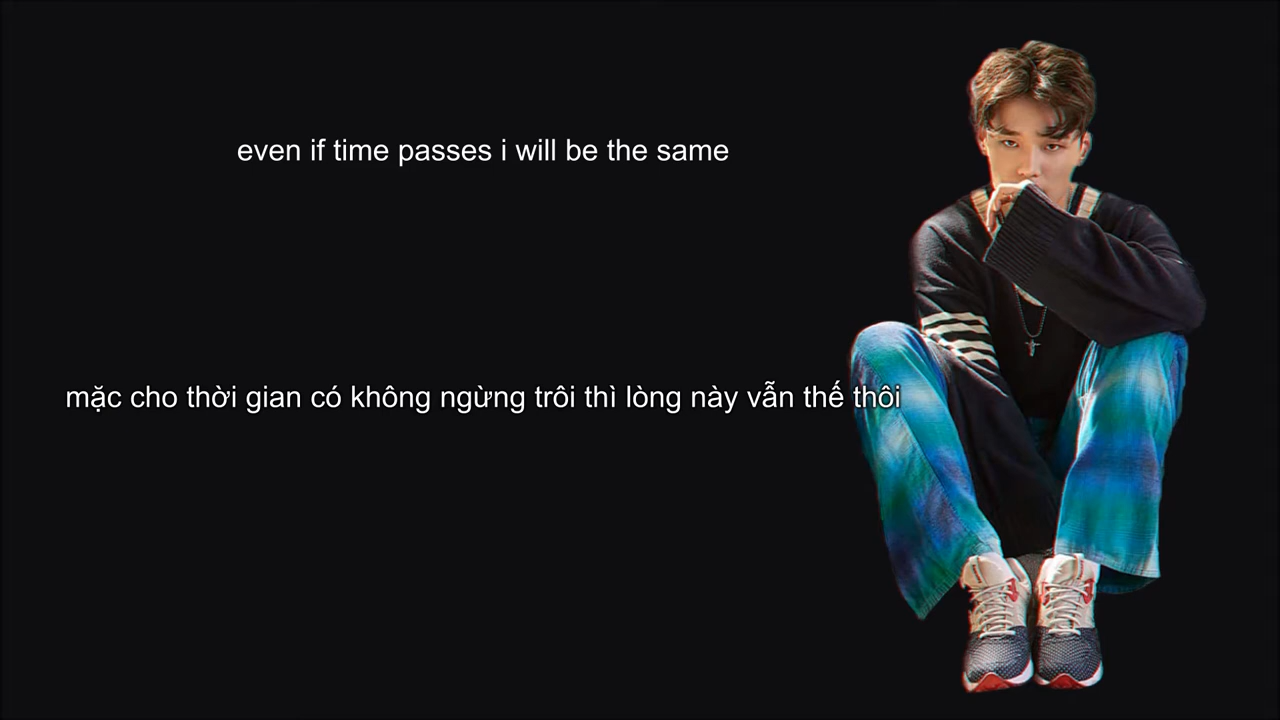 even if time passes i will be the same
mặc cho thời gian có không ngừng trôi thì lòng này vẫn thế thôi